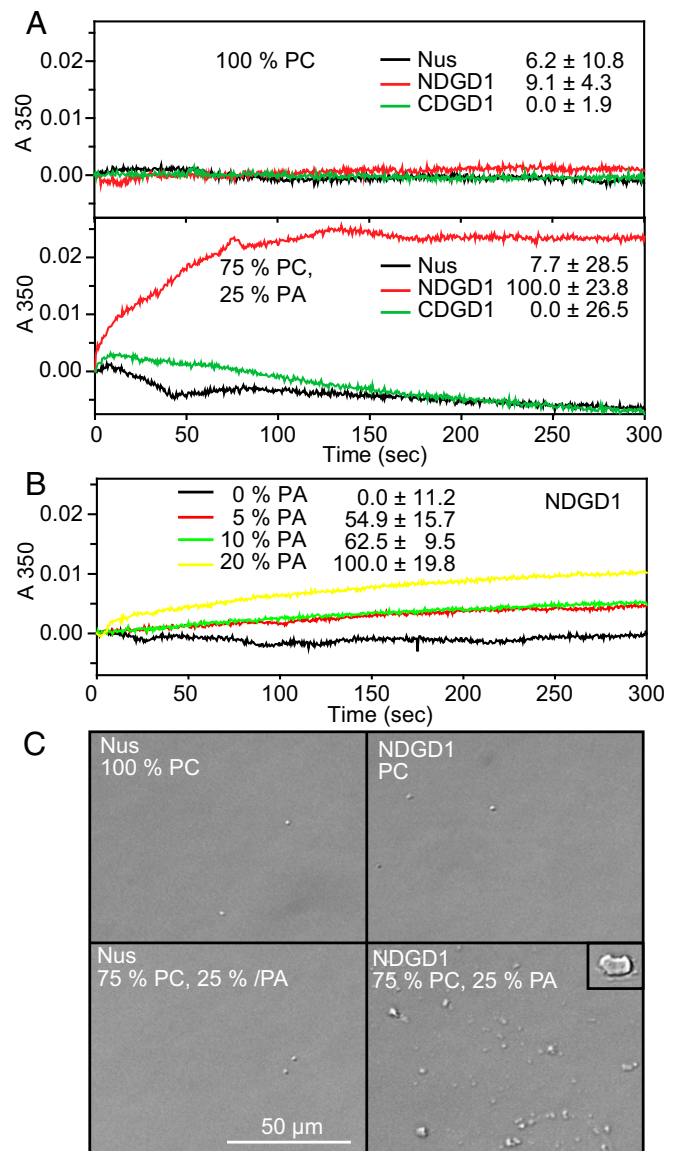 A
0.02
0.01
0.00
A 350
100 % PC
Nus 6.2 ± 10.8
NDGD1 9.1 ± 4.3
CDGD1 0.0 ± 1.9
0.02
0.01
0.00
A 350
75 % PC,
25 % PA
Nus 7.7 ± 28.5
NDGD1 100.0 ± 23.8
CDGD1 0.0 ± 26.5
0 50 100 150 200 250 300
Time (sec)
B
0.02
0.01
0.00
A 350
0 % PA 0.0 ± 11.2
5 % PA 54.9 ± 15.7
10 % PA 62.5 ± 9.5
20 % PA 100.0 ± 19.8
NDGD1
0 50 100 150 200 250 300
Time (sec)
C
Nus
100 % PC
NDGD1
PC
Nus
75 % PC, 25 % /PA
50 µm
NDGD1
75 % PC, 25 % PA